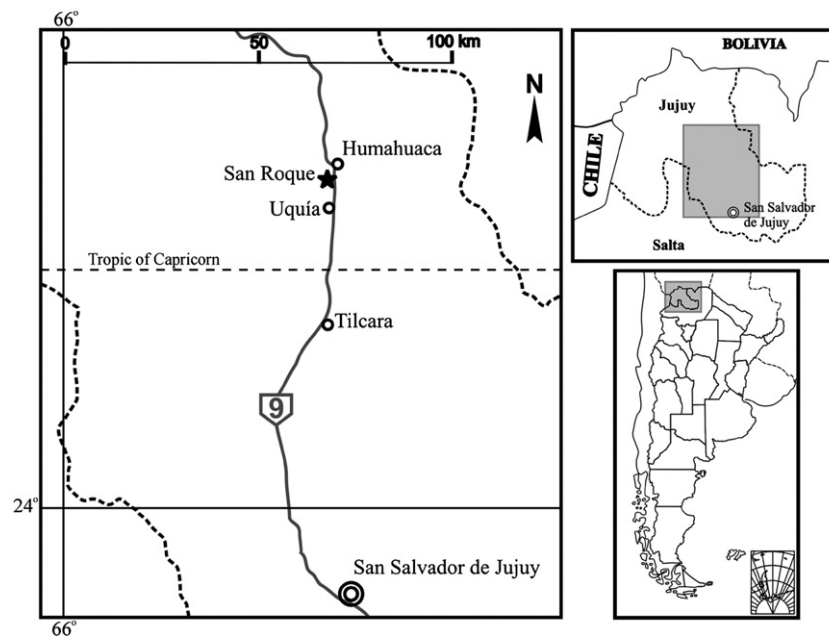 66°
0
50
100 km
N
Humahuaca
San Roque
Uquía
Tropic of Capricorn
Tilcara
9
24°
San Salvador de Jujuy
66°
BOLIVIA
Jujuy
CHILE
San Salvador
de Jujuy
Salta